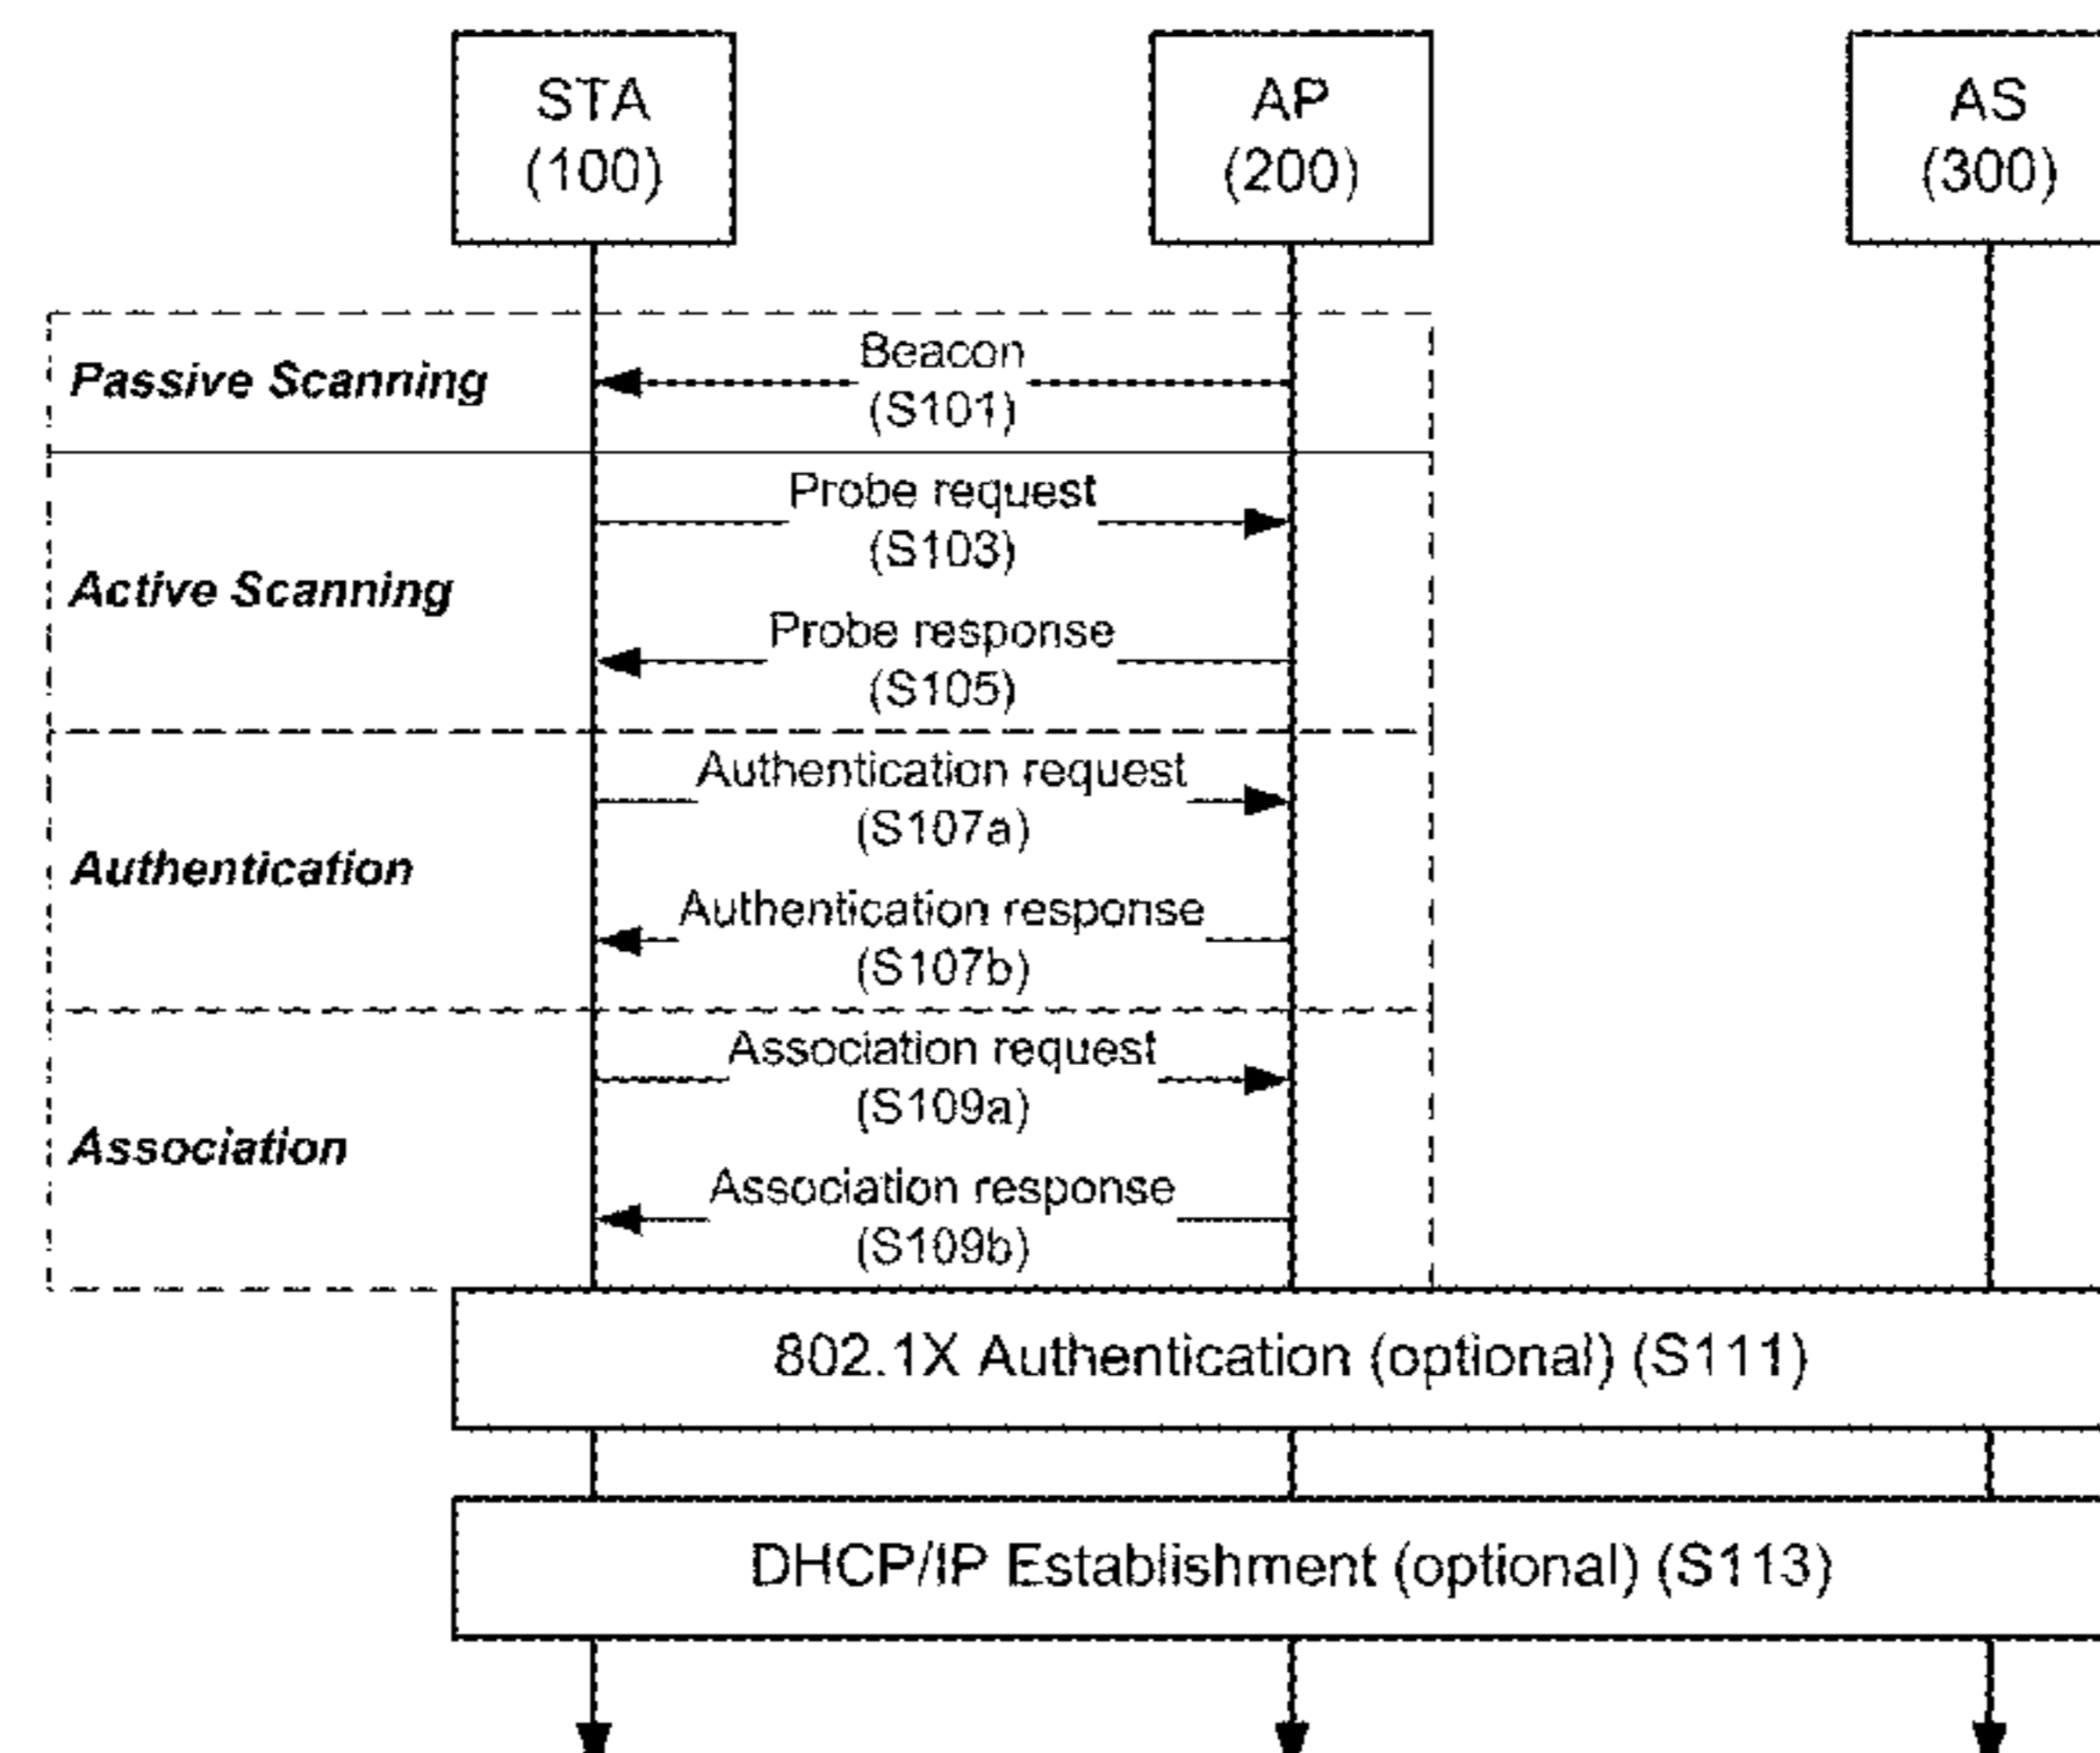 STA
(100)
AP
(200)
AS
(300)
Passive Scanning
Beacon
(S101)
Active Scanning
Probe request
(S103)
Probe response
(S105)
Authentication
Authentication request
(S107a)
Authentication response
(S107b)
Association
Association request
(S109a)
Association response
(S109b)
802.1X Authentication (optional) (S111)
DHCP/IP Establishment (optional) (S113)